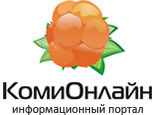 КомиОнлайн
информационный портал